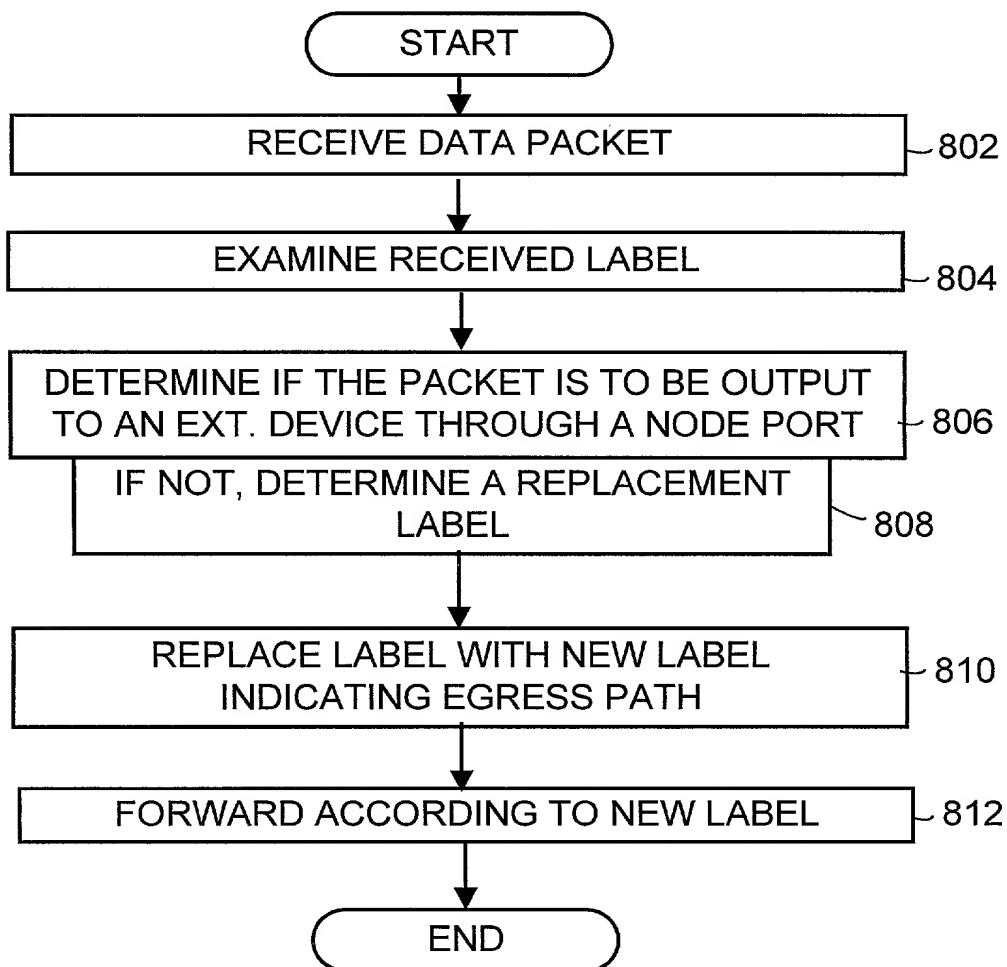 START
RECEIVE DATA PACKET
802
EXAMINE RECEIVED LABEL
804
DETERMINE IF THE PACKET IS TO BE OUTPUT
TO AN EXT. DEVICE THROUGH A NODE PORT
806
IF NOT, DETERMINE A REPLACEMENT
LABEL
808
REPLACE LABEL WITH NEW LABEL
INDICATING EGRESS PATH
810
FORWARD ACCORDING TO NEW LABEL
812
END